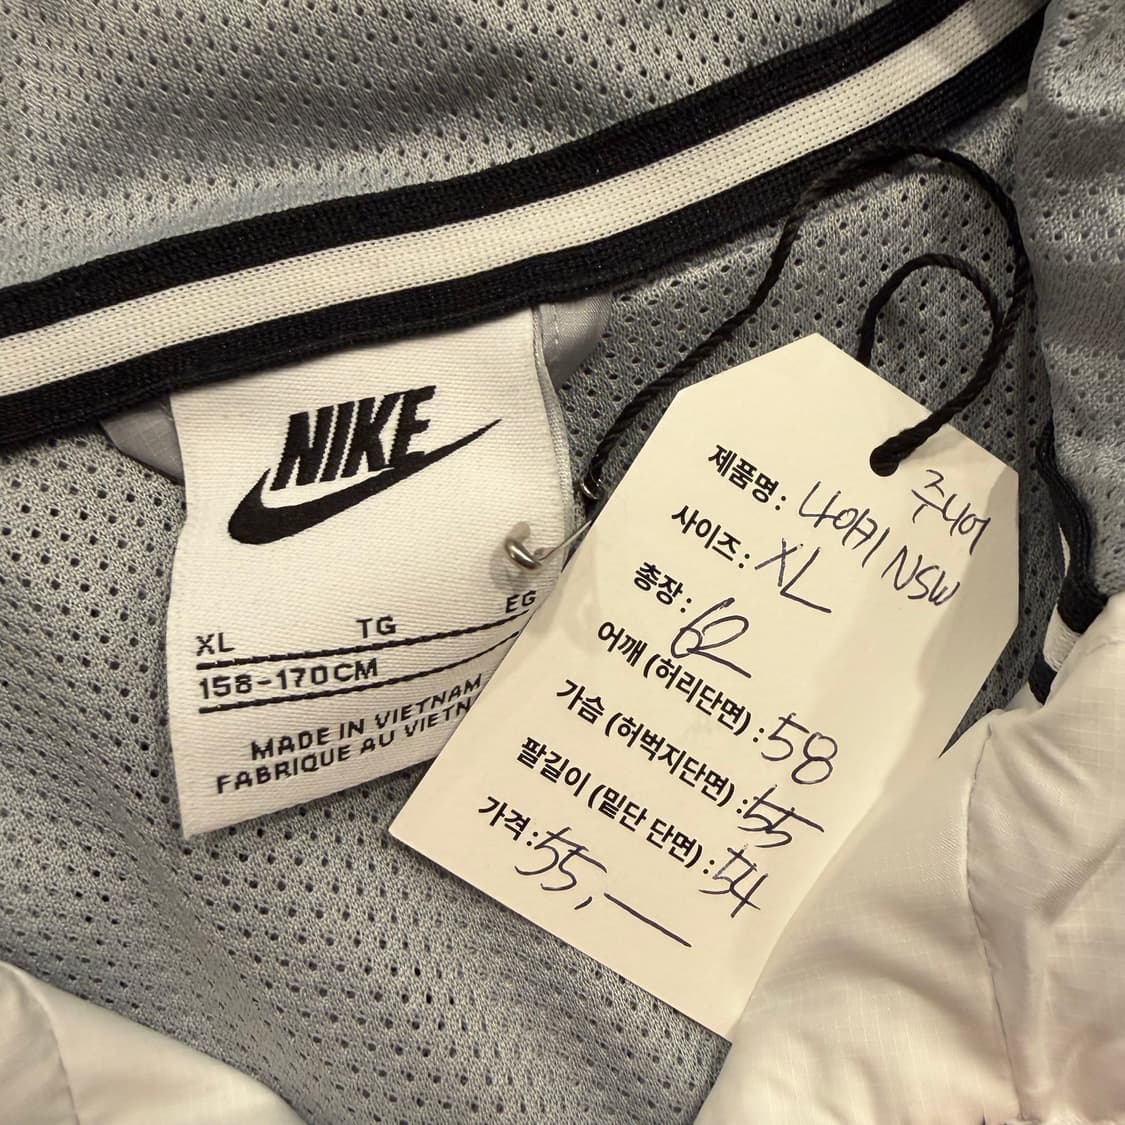 NIKE
XL TG EG
158-170CM
MADE IN VIETNAM
FABRIQUE AU VIETN
주니어
제품명: 나이키 NSW
사이즈: XL
총장: 62
어깨 (허리단면) : 58
가슴 (허벅지단면) : 55
팔길이 (밑단 단면) : 54
가격: 55,—